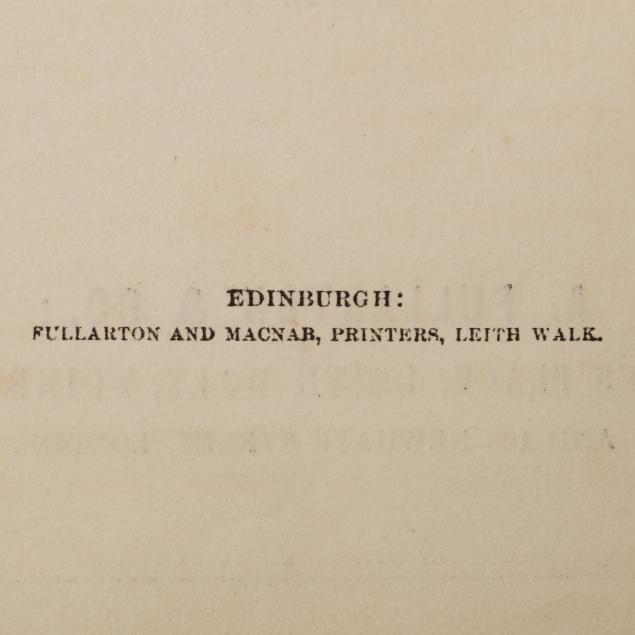 EDINBURGH:
FULLARTON AND MACNAB, PRINTERS, LEITH WALK.